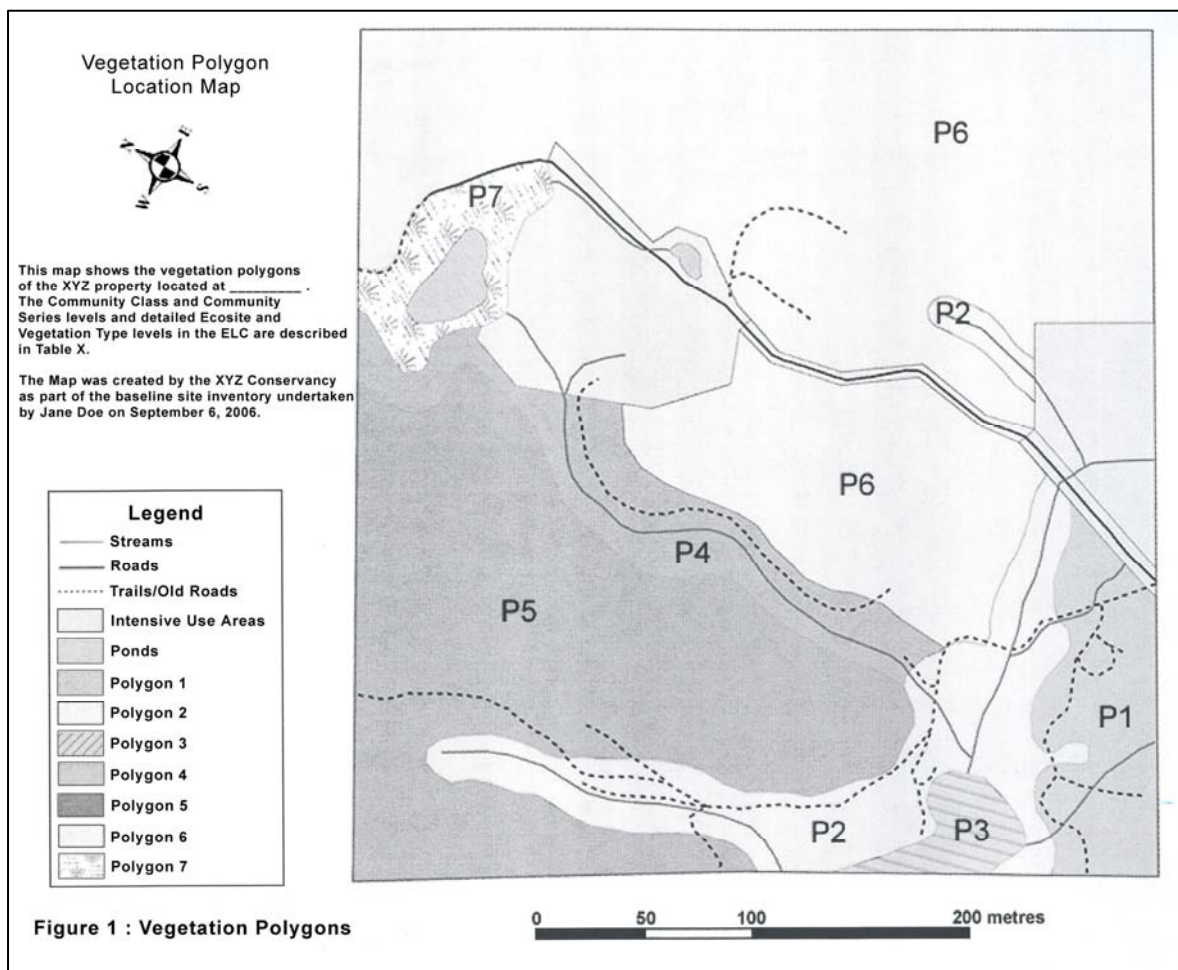 Vegetation Polygon
Location Map
N
E
S
W
This map shows the vegetation polygons
of the XYZ property located at _________ .
The Community Class and Community
Series levels and detailed Ecosite and
Vegetation Type levels in the ELC are described
in Table X.
The Map was created by the XYZ Conservancy
as part of the baseline site inventory undertaken
by Jane Doe on September 6, 2006.
Legend
Streams
Roads
Trails/Old Roads
Intensive Use Areas
Ponds
Polygon 1
Polygon 2
Polygon 3
Polygon 4
Polygon 5
Polygon 6
Polygon 7
P6
P7
P2
P6
P4
P5
P1
P2
P3
Figure 1 : Vegetation Polygons
0 50 100 200 metres